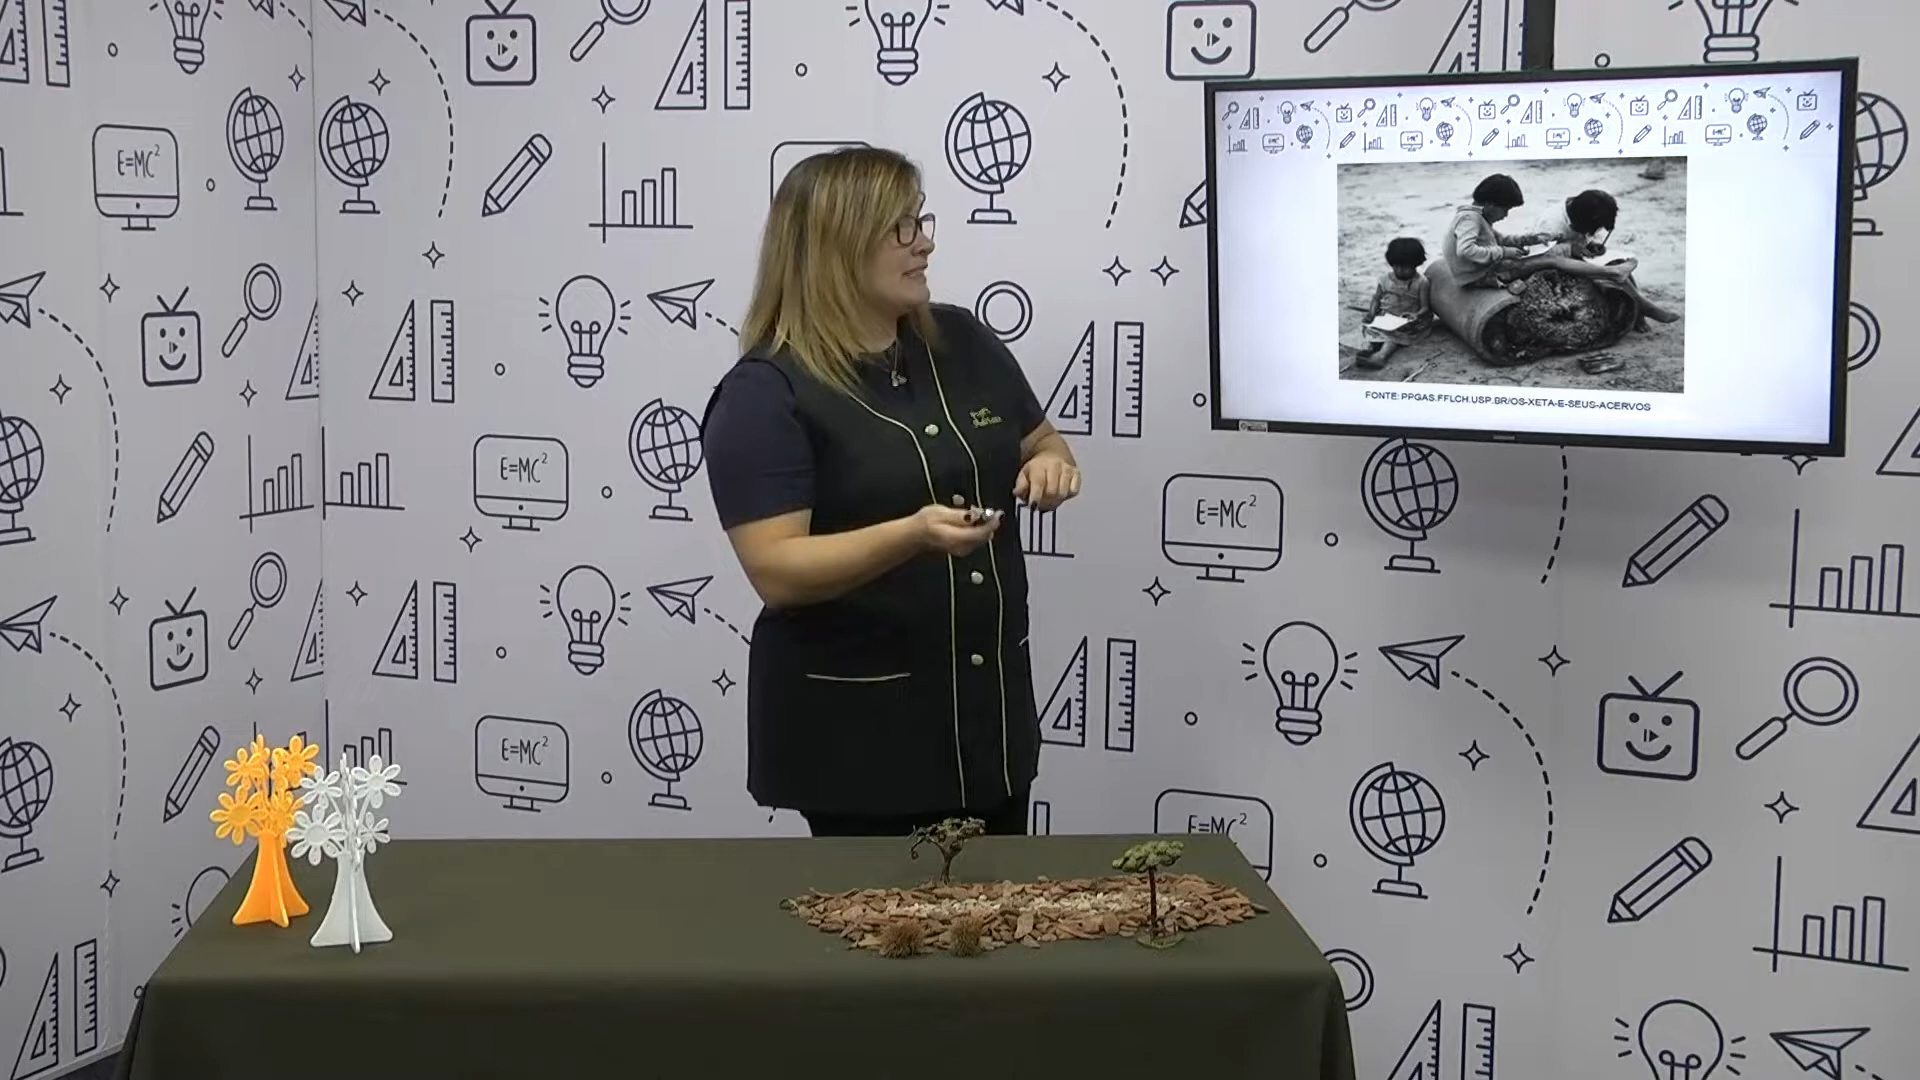 E=MC²
FONTE: PPGAS.FFLCH.USP.BR/OS-XETA-E-SEUS-ACERVOS
E=MC²
E=MC²
E=MC²
E=MC²